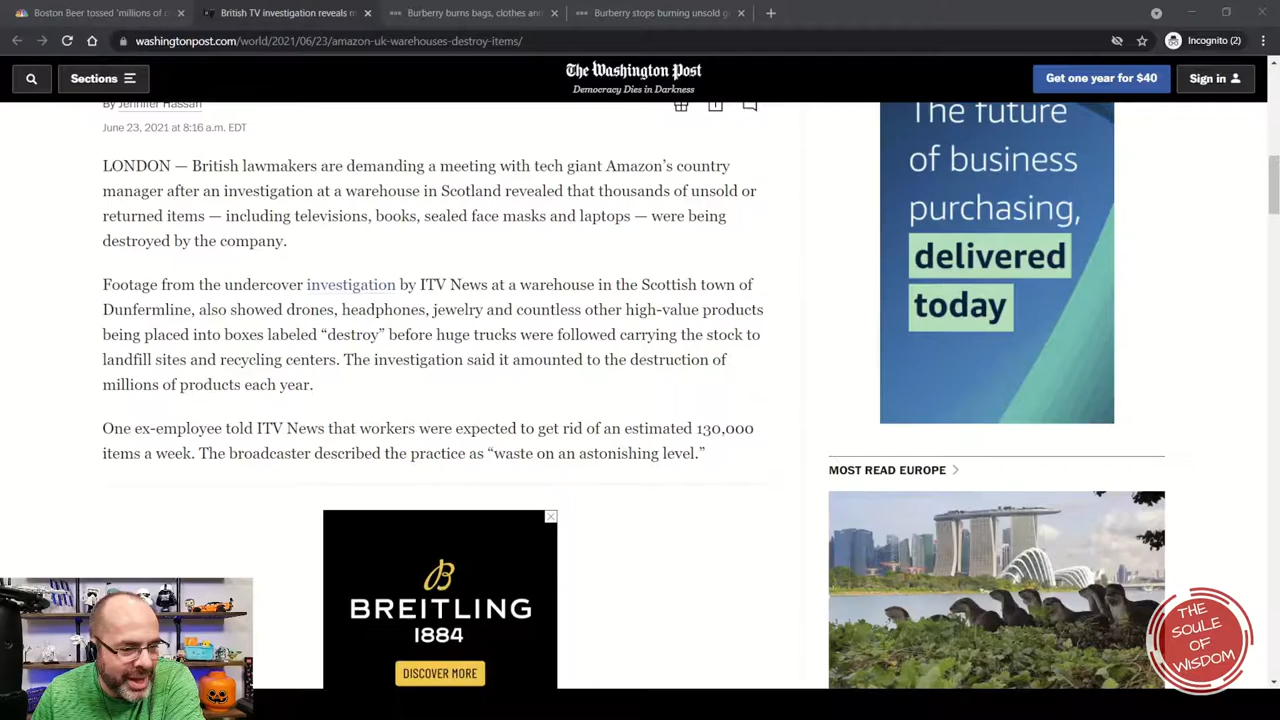 Boston Beer tossed 'millions of c
British TV investigation reveals m
Burberry burns bags, clothes an
Burberry stops burning unsold g
washingtonpost.com/world/2021/06/23/amazon-uk-warehouses-destroy-items/
Incognito (2)
Sections
The Washington Post
Democracy Dies in Darkness
Get one year for $40
Sign in
By Jennifer Hassan
June 23, 2021 at 8:16 a.m. EDT
LONDON — British lawmakers are demanding a meeting with tech giant Amazon's country
manager after an investigation at a warehouse in Scotland revealed that thousands of unsold or
returned items — including televisions, books, sealed face masks and laptops — were being
destroyed by the company.
Footage from the undercover investigation by ITV News at a warehouse in the Scottish town of
Dunfermline, also showed drones, headphones, jewelry and countless other high-value products
being placed into boxes labeled “destroy” before huge trucks were followed carrying the stock to
landfill sites and recycling centers. The investigation said it amounted to the destruction of
millions of products each year.
One ex-employee told ITV News that workers were expected to get rid of an estimated 130,000
items a week. The broadcaster described the practice as “waste on an astonishing level.”
BREITLING
1884
DISCOVER MORE
The future
of business
purchasing,
delivered
today
MOST READ EUROPE
THE
SOULE
OF
WISDOM